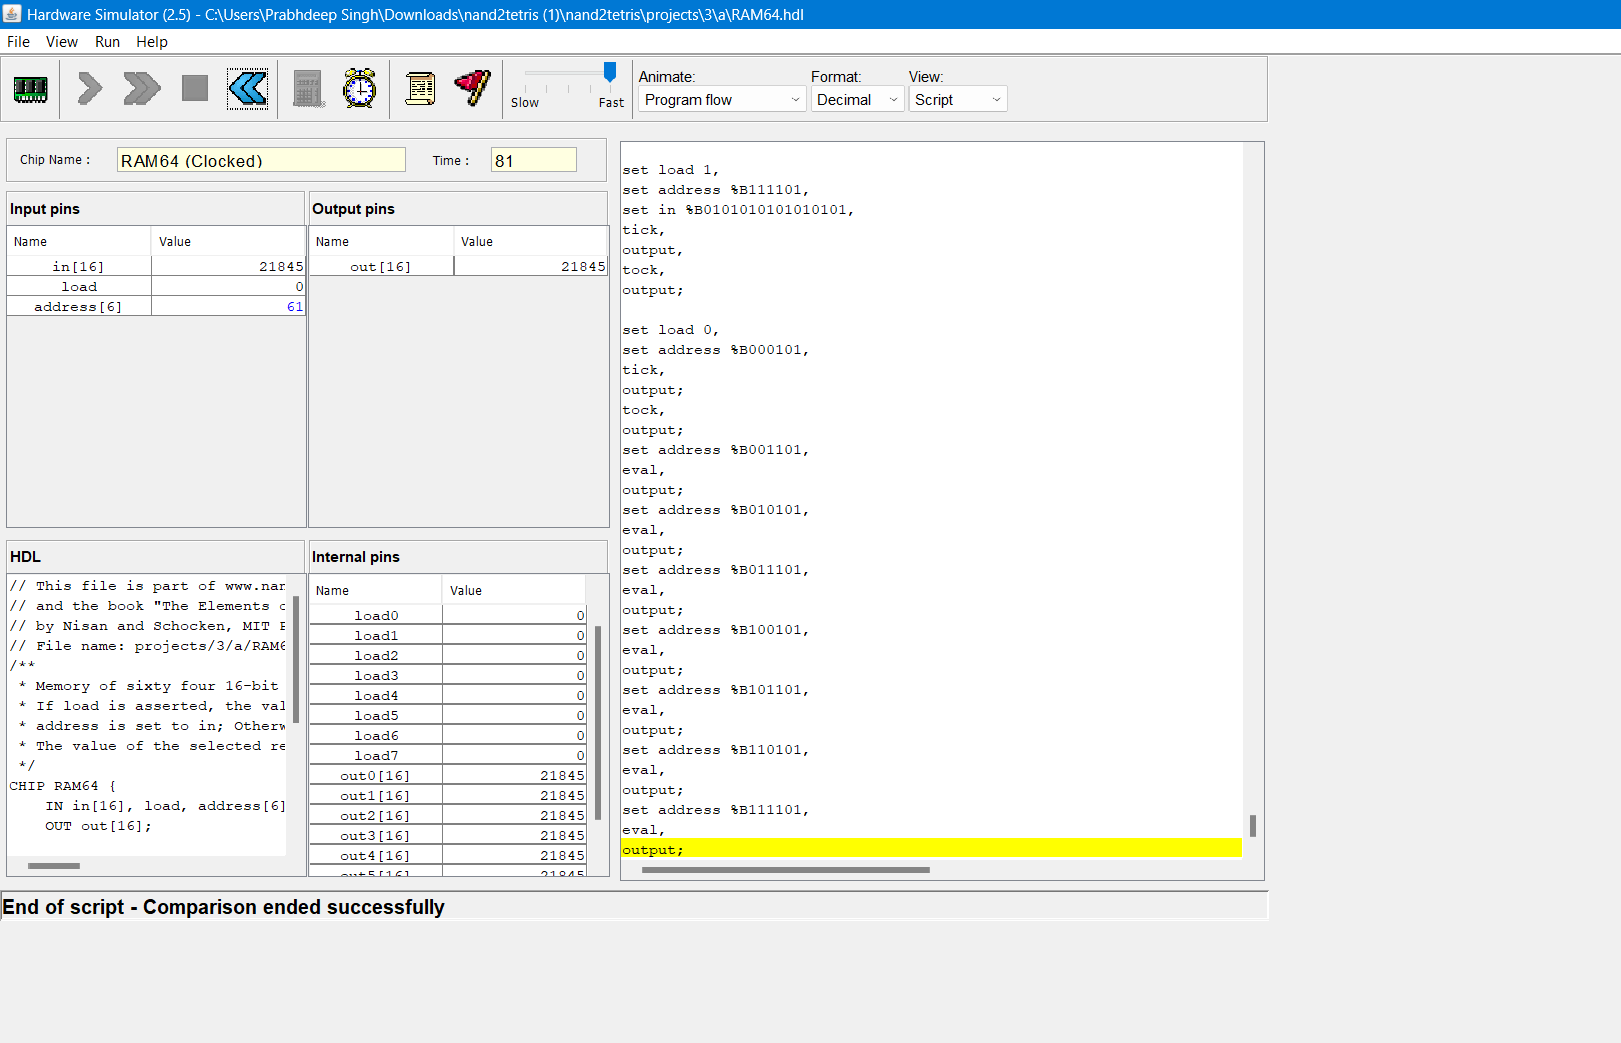 Hardware Simulator (2.5) - C:\Users\Prabhdeep Singh\Downloads\nand2tetris (1)\nand2tetris\projects\3\a\RAM64.hdl
File View Run Help
Slow Fast
Animate: Format: View:
Program flow Decimal Script
Chip Name : RAM64 (Clocked) Time : 81
Input pins
Name Value
in[16] 21845
load 0
address[6] 61
Output pins
Name Value
out[16] 21845
HDL
// This file is part of www.nan
// and the book "The Elements o
// by Nisan and Schocken, MIT
// File name: projects/3/a/RAM6
/**
* Memory of sixty four 16-bit
* If load is asserted, the val
* address is set to in; Otherw
* The value of the selected re
*/
CHIP RAM64 {
IN in[16], load, address[6]
OUT out[16];
Internal pins
Name Value
load0 0
load1 0
load2 0
load3 0
load4 0
load5 0
load6 0
load7 0
out0[16] 21845
out1[16] 21845
out2[16] 21845
out3[16] 21845
out4[16] 21845
out5[16] 21845
set load 1,
set address %B111101,
set in %B0101010101010101,
tick,
output,
tock,
output;
set load 0,
set address %B000101,
tick,
output;
tock,
output;
set address %B001101,
eval,
output;
set address %B010101,
eval,
output;
set address %B011101,
eval,
output;
set address %B100101,
eval,
output;
set address %B101101,
eval,
output;
set address %B110101,
eval,
output;
set address %B111101,
eval,
output;
End of script - Comparison ended successfully